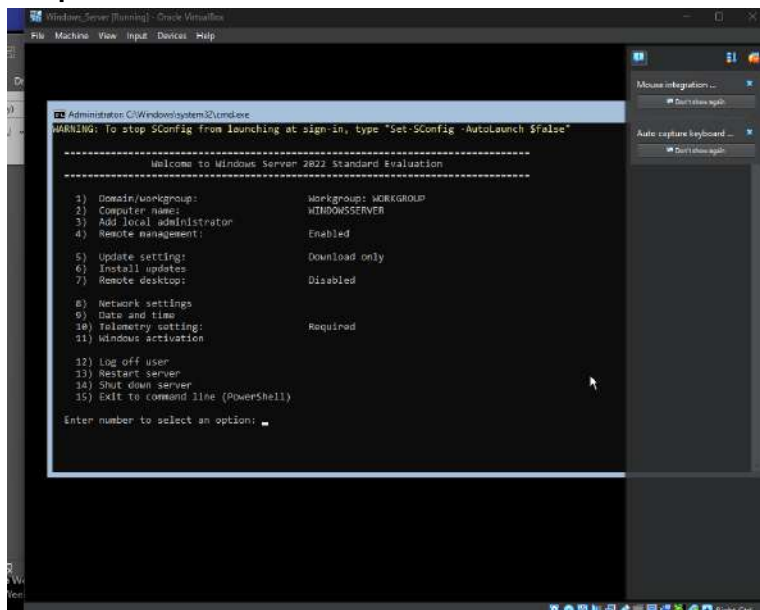 Windows_Server [Running] - Oracle VirtualBox
File Machine View Input Devices Help
Mouse integration ...
Don't show again
Auto capture keyboard ...
Don't show again
Administrator: C:\Windows\system32\cmd.exe
WARNING: To stop SConfig from launching at sign-in, type "Set-SConfig -AutoLaunch $false"
Welcome to Windows Server 2022 Standard Evaluation
1) Domain/workgroup: Workgroup: WORKGROUP
2) Computer name: WINDOWSSERVER
3) Add local administrator
4) Remote management: Enabled
5) Update setting: Download only
6) Install updates
7) Remote desktop: Disabled
8) Network settings
9) Date and time
10) Telemetry setting: Required
11) Windows activation
12) Log off user
13) Restart server
14) Shut down server
15) Exit to command line (PowerShell)
Enter number to select an option: